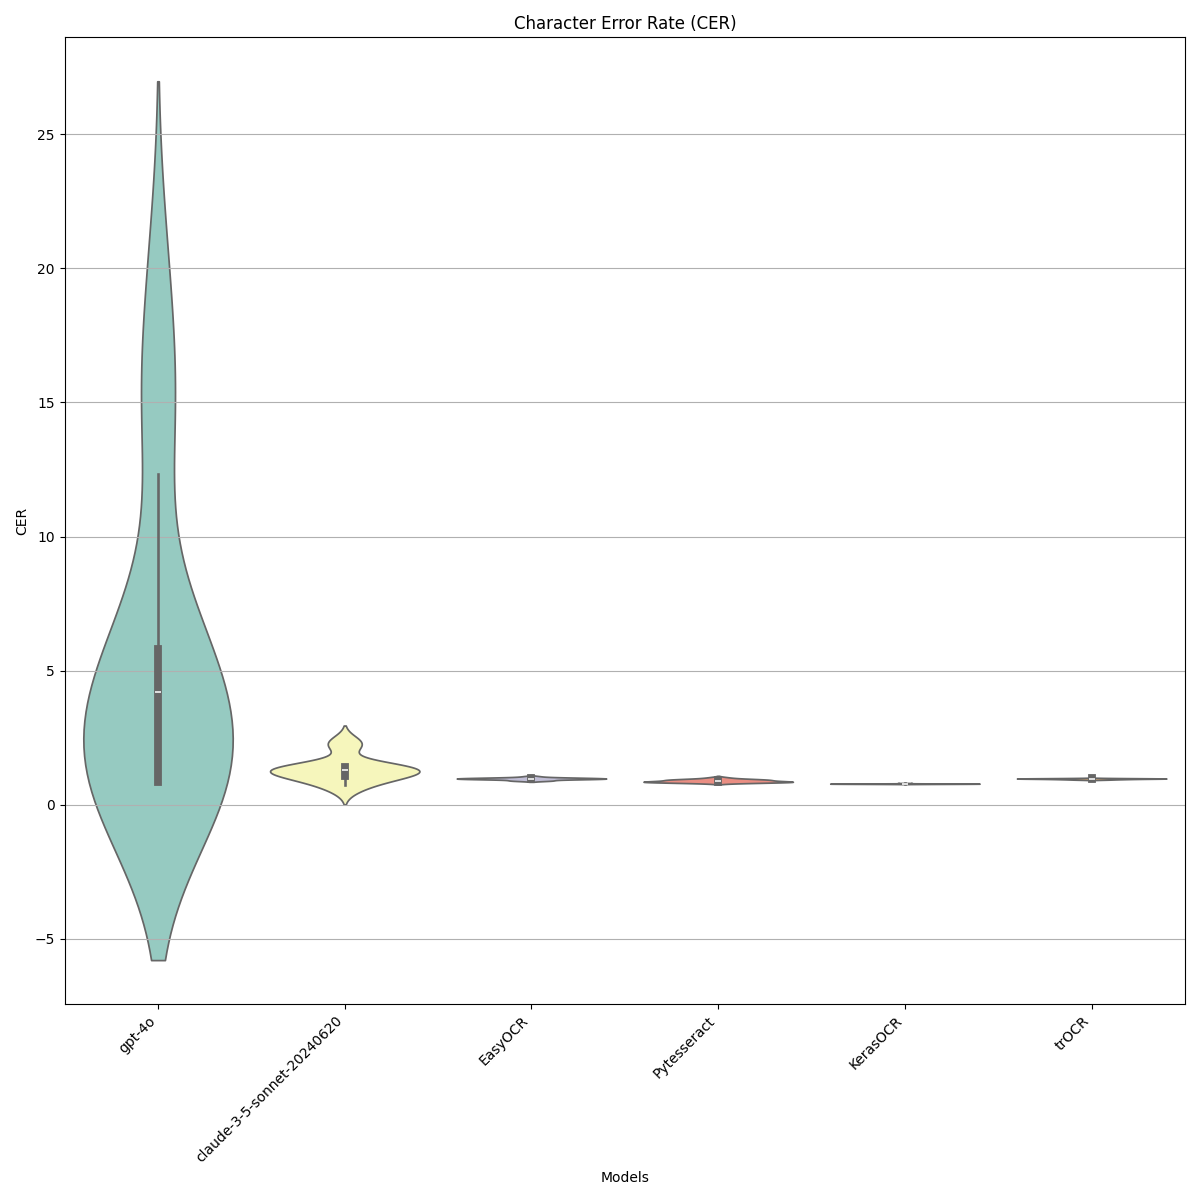 Character Error Rate (CER)
25
20
15
10
5
0
−5
CER
gpt-4o
claude-3-5-sonnet-20240620
EasyOCR
Pytesseract
KerasOCR
trOCR
Models